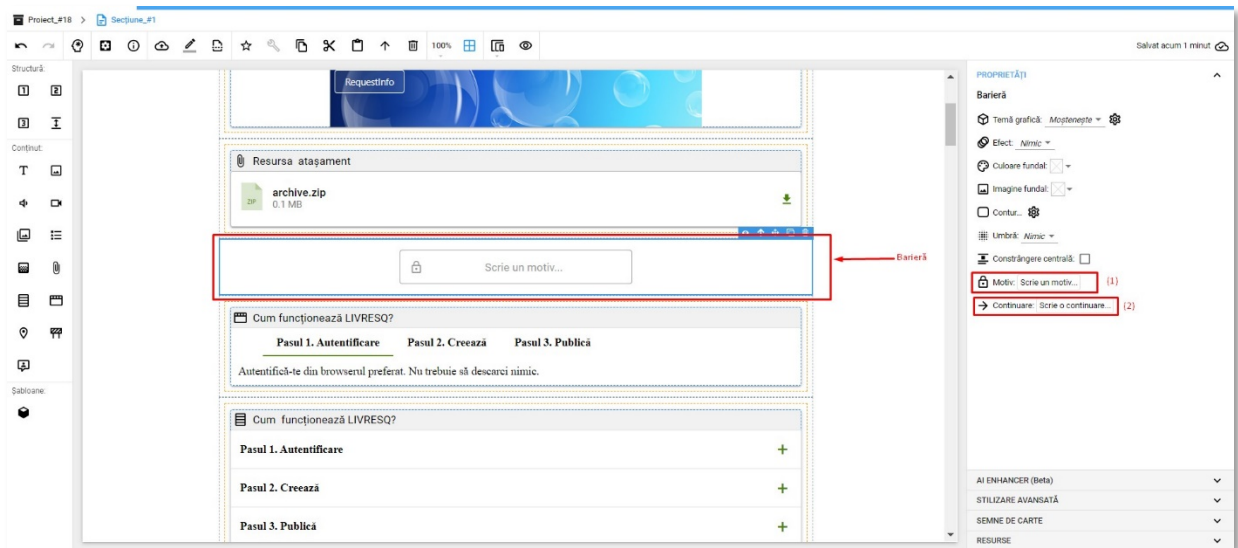 Proiect_#18 > Secțiune_#1
100%
Salvat acum 1 minut
Structură:
Conținut:
Șabloane:
RequestInfo
Resursa atașament
ZIP
archive.zip
0.1 MB
Scrie un motiv...
Barieră
Cum funcționează LIVRESQ?
Pasul 1. Autentificare Pasul 2. Creează Pasul 3. Publică
Autentifică-te din browserul preferat. Nu trebuie să descarci nimic.
Cum funcționează LIVRESQ?
Pasul 1. Autentificare
Pasul 2. Creează
Pasul 3. Publică
PROPRIETĂȚI
Barieră
Temă grafică: Moștenește
Efect: Nimic
Culoare fundal:
Imagine fundal:
Contur...
Umbră: Nimic
Constrângere centrală:
Motiv: Scrie un motiv... {1}
Continuare: Scrie o continuare... {2}
AI ENHANCER (Beta)
STILIZARE AVANSATĂ
SEMNE DE CARTE
RESURSE